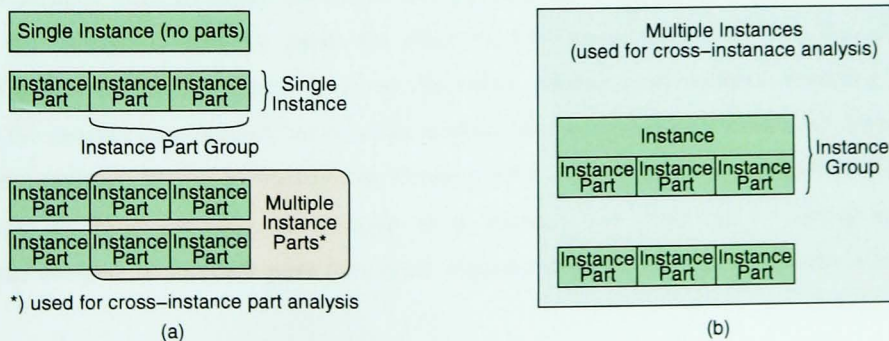 Single Instance (no parts)
Instance Instance Instance
Part Part Part
Single
Instance
Instance Part Group
Instance Instance Instance
Part Part Part
Instance Instance Instance
Part Part Part
Multiple
Instance
Parts*
*) used for cross–instance part analysis
(a)
Multiple Instances
(used for cross–instanace analysis)
Instance
Instance Instance Instance
Part Part Part
Instance
Group
Instance Instance Instance
Part Part Part
(b)